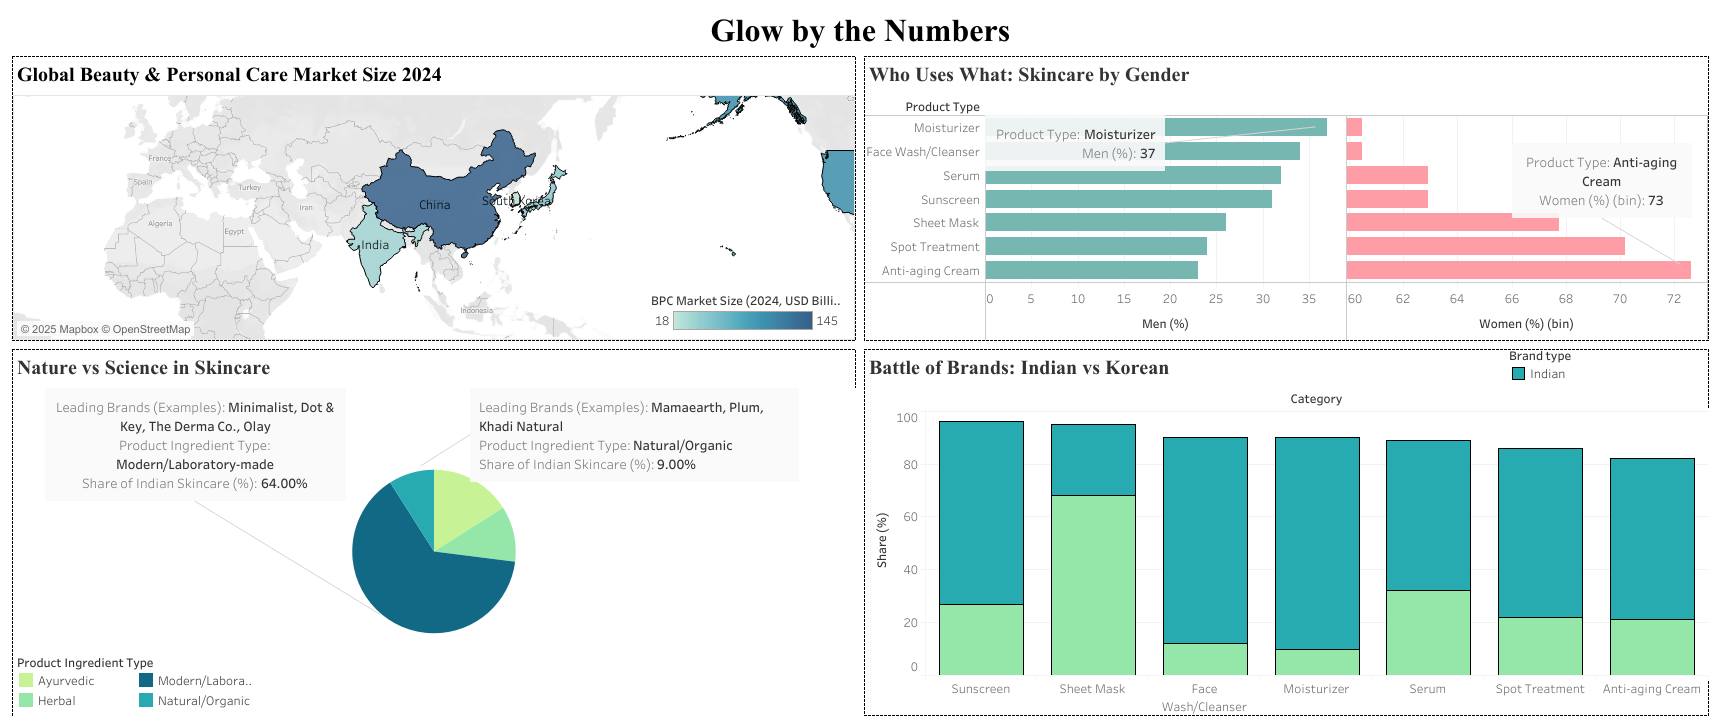 Glow by the Numbers
Global Beauty & Personal Care Market Size 2024
France
Spain
Turkey
Algeria
Egypt
Iran
China
South Korea
India
Indonesia
BPC Market Size (2024, USD Billi..
18
145
© 2025 Mapbox © OpenStreetMap
Who Uses What: Skincare by Gender
Product Type
Moisturizer
Face Wash/Cleanser
Serum
Sunscreen
Sheet Mask
Spot Treatment
Anti-aging Cream
Product Type: Moisturizer
Men (%): 37
Product Type: Anti-aging
Cream
Women (%) (bin): 73
0 5 10 15 20 25 30 35
60 62 64 66 68 70 72
Men (%)
Women (%) (bin)
Nature vs Science in Skincare
Leading Brands (Examples): Minimalist, Dot &
Key, The Derma Co., Olay
Product Ingredient Type:
Modern/Laboratory-made
Share of Indian Skincare (%): 64.00%
Leading Brands (Examples): Mamaearth, Plum,
Khadi Natural
Product Ingredient Type: Natural/Organic
Share of Indian Skincare (%): 9.00%
Product Ingredient Type
Ayurvedic
Modern/Labora..
Herbal
Natural/Organic
Battle of Brands: Indian vs Korean
Brand type
Indian
Category
Share (%)
100
80
60
40
20
0
Sunscreen
Sheet Mask
Face
Wash/Cleanser
Moisturizer
Serum
Spot Treatment
Anti-aging Cream